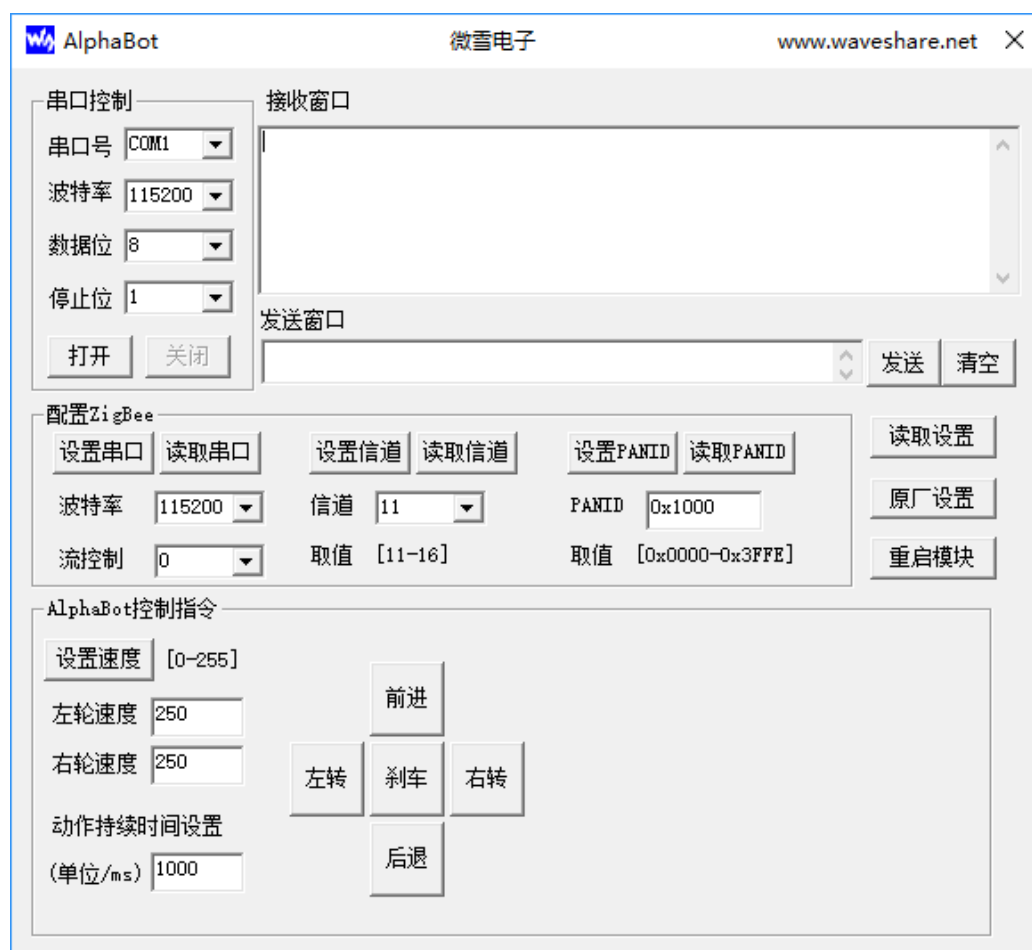 AlphaBot 微雪电子 www.waveshare.net
串口控制
串口号 COM1
波特率 115200
数据位 8
停止位 1
打开 关闭
接收窗口
发送窗口
发送 清空
配置ZigBee
设置串口 读取串口 设置信道 读取信道 设置PANID 读取PANID
波特率 115200 信道 11 PANID 0x1000
流控制 0 取值 [11-16] 取值 [0x0000-0x3FFE]
读取设置
原厂设置
重启模块
AlphaBot控制指令
设置速度 [0-255]
左轮速度 250
右轮速度 250
动作持续时间设置
(单位/ms) 1000
前进
左转 刹车 右转
后退